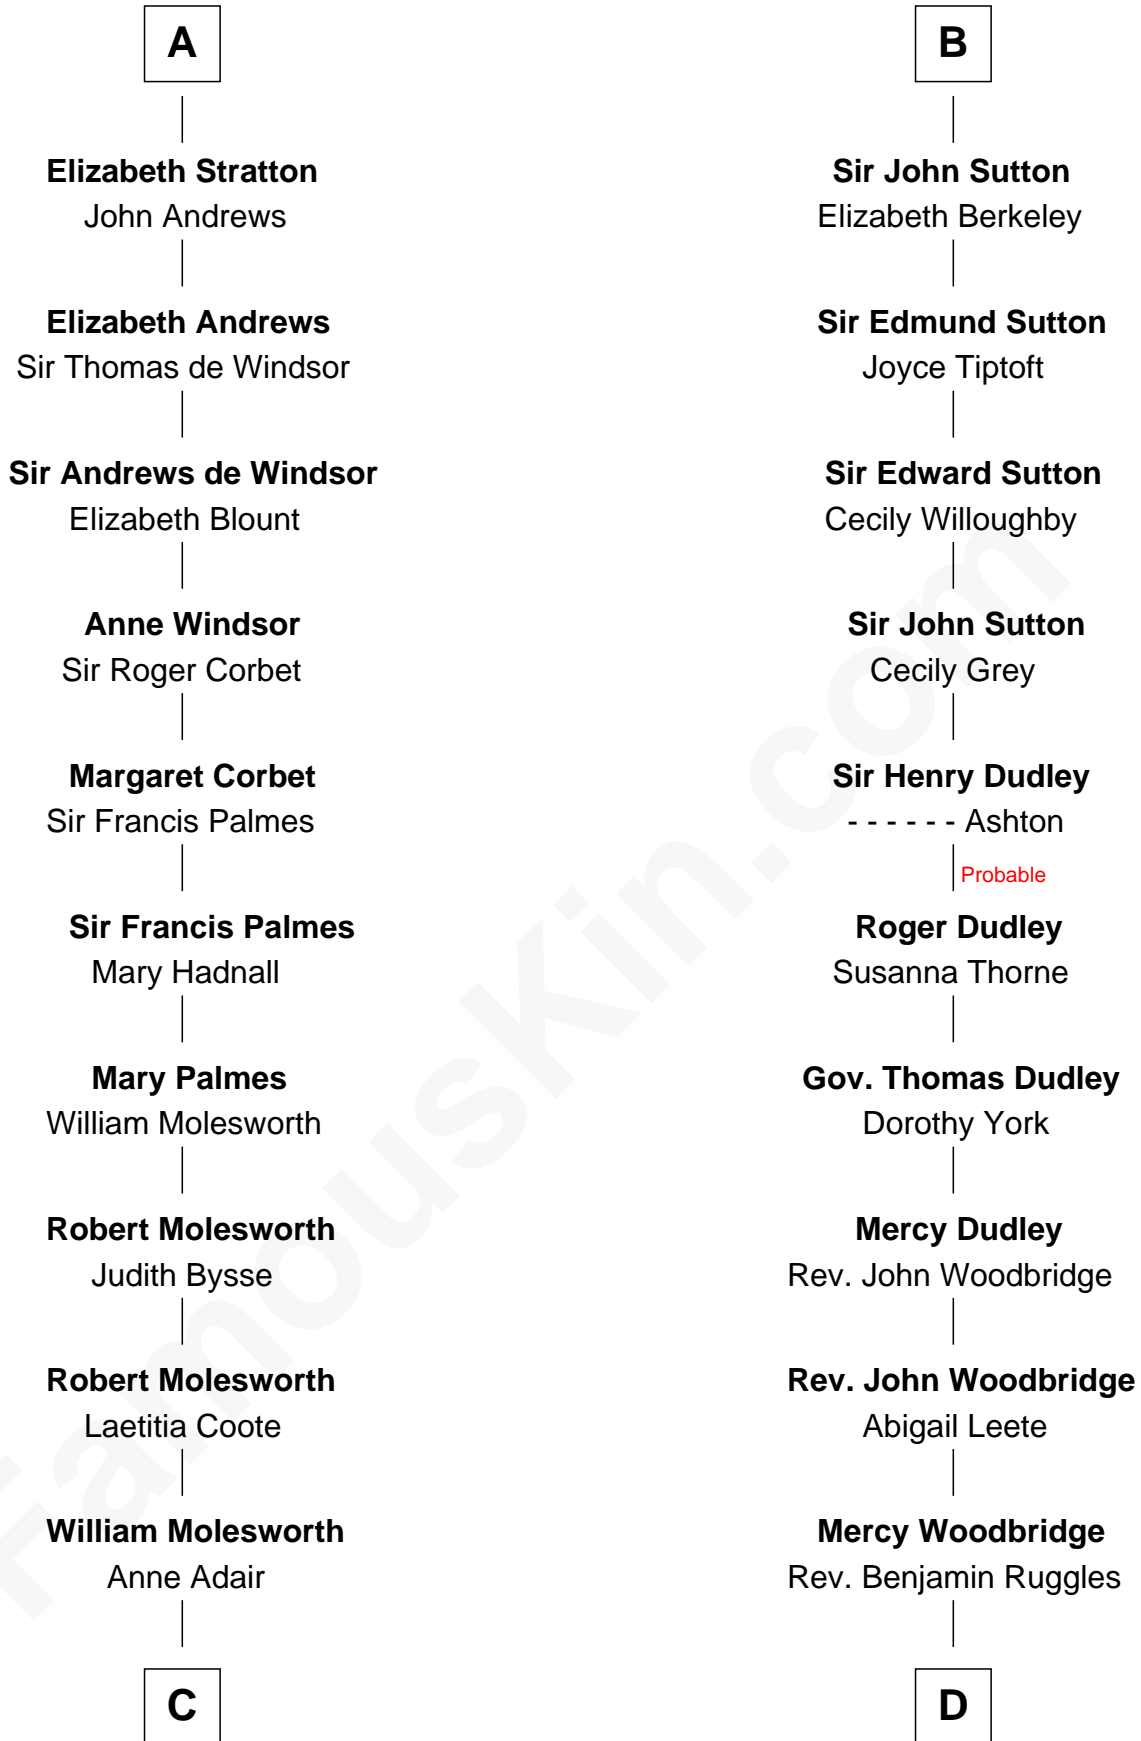 A
Elizabeth Stratton
John Andrews
Elizabeth Andrews
Sir Thomas de Windsor
Sir Andrews de Windsor
Elizabeth Blount
Anne Windsor
Sir Roger Corbet
Margaret Corbet
Sir Francis Palmes
Sir Francis Palmes
Mary Hadnall
Mary Palmes
William Molesworth
Robert Molesworth
Judith Bysse
Robert Molesworth
Laetitia Coote
William Molesworth
Anne Adair
C
B
Sir John Sutton
Elizabeth Berkeley
Sir Edmund Sutton
Joyce Tiptoft
Sir Edward Sutton
Cecily Willoughby
Sir John Sutton
Cecily Grey
Sir Henry Dudley
- - - - - - Ashton
Probable
Roger Dudley
Susanna Thorne
Gov. Thomas Dudley
Dorothy York
Mercy Dudley
Rev. John Woodbridge
Rev. John Woodbridge
Abigail Leete
Mercy Woodbridge
Rev. Benjamin Ruggles
D
FamousKin.com